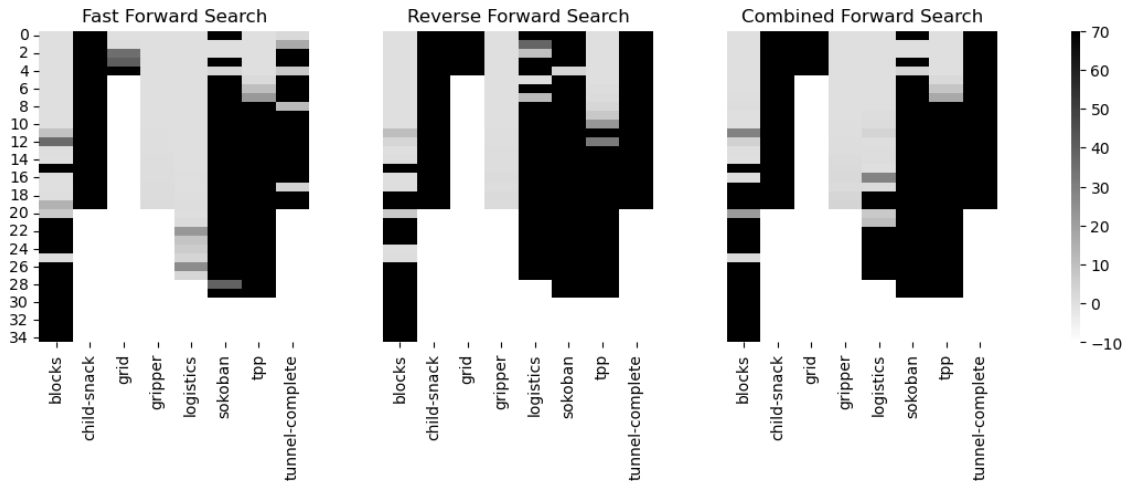 Fast Forward Search
Reverse Forward Search
Combined Forward Search
0
2
4
6
8
10
12
14
16
18
20
22
24
26
28
30
32
34
blocks
child-snack
grid
gripper
logistics
sokoban
tpp
tunnel-complete
blocks
child-snack
grid
gripper
logistics
sokoban
tpp
tunnel-complete
blocks
child-snack
grid
gripper
logistics
sokoban
tpp
tunnel-complete
70
60
50
40
30
20
10
0
−10